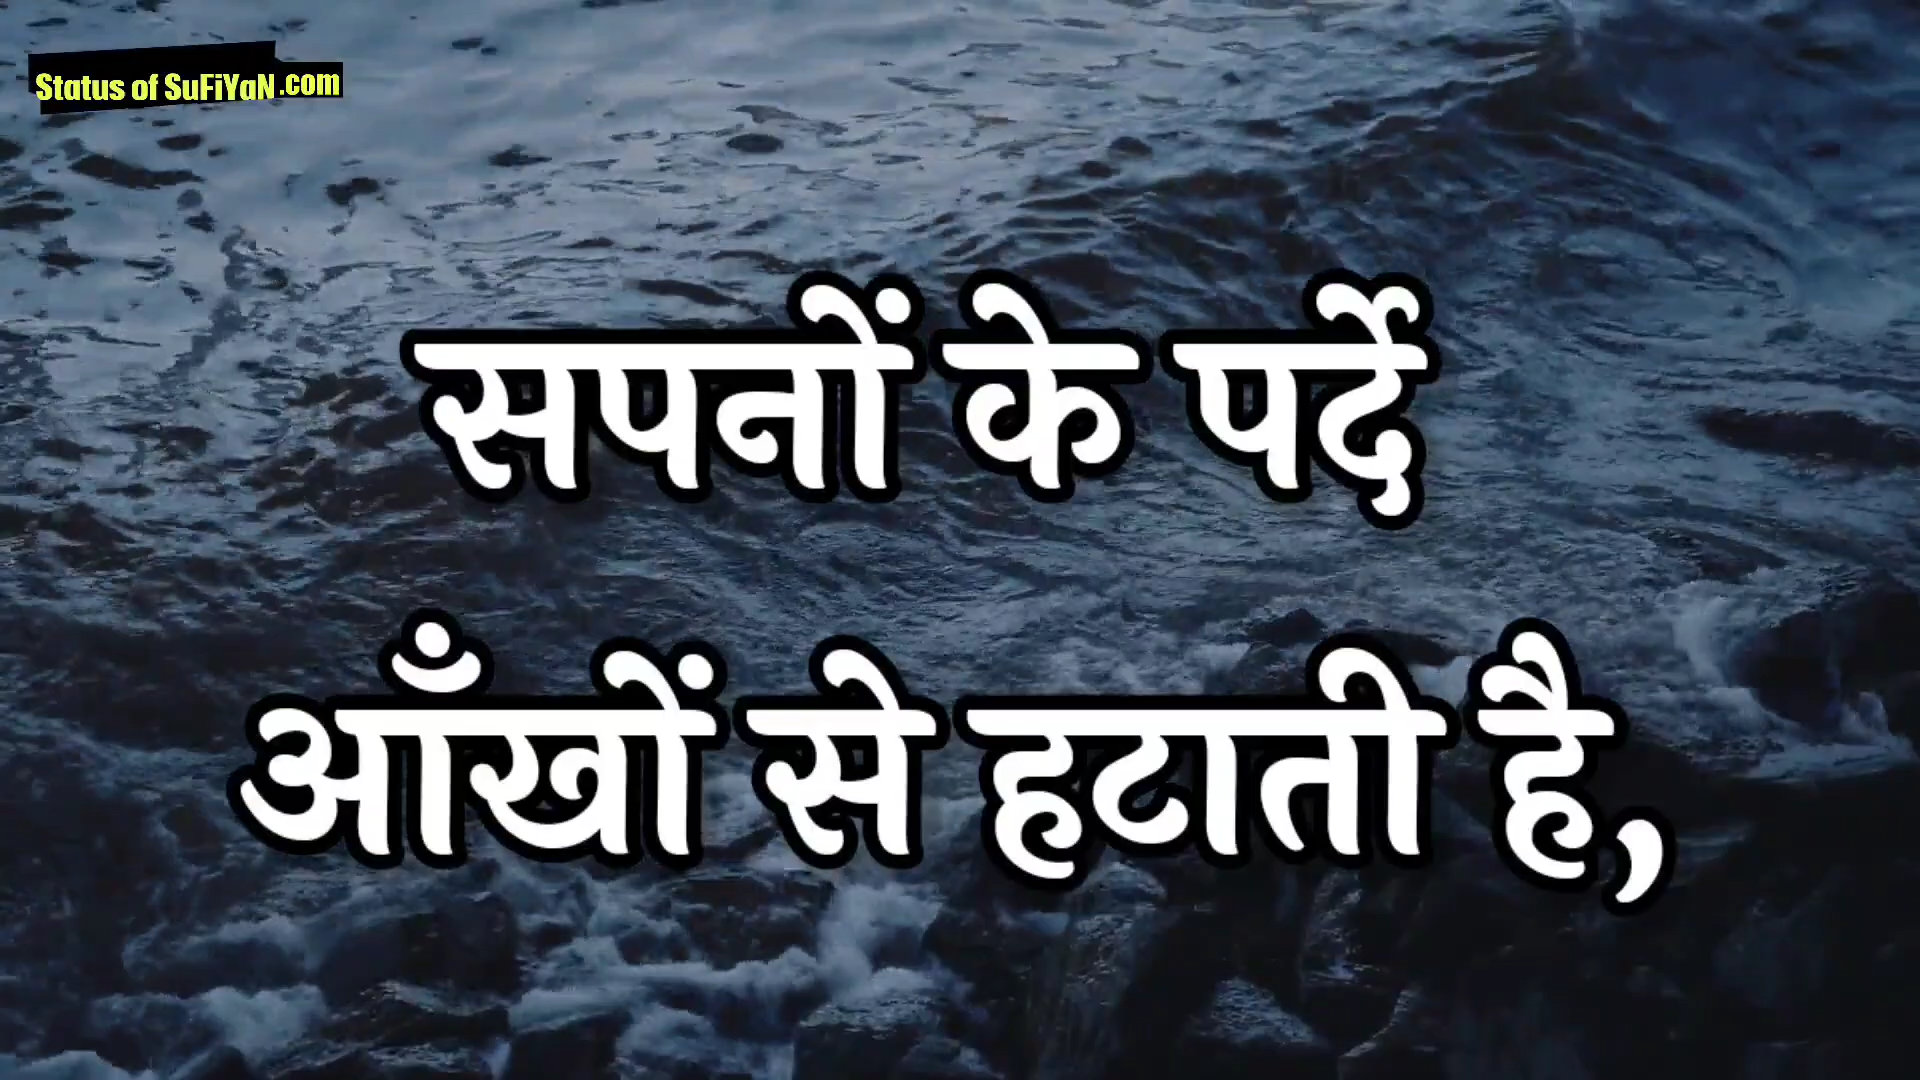 Status of SuFiYaN.com
सपनों के पर्दे
आँखों से हटाती है,